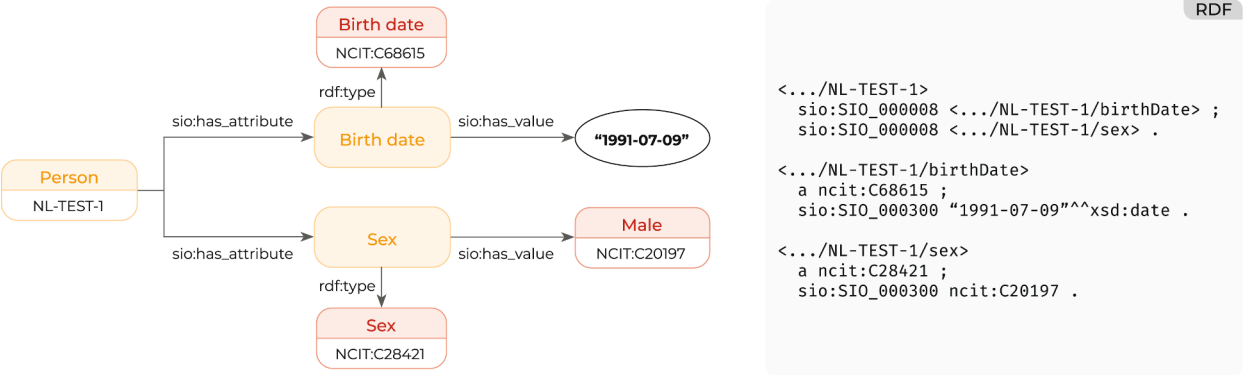 Birth date
NCIT:C68615
rdf:type
sio:has_attribute
Birth date
sio:has_value
“1991-07-09”
Person
NL-TEST-1
sio:has_attribute
Sex
sio:has_value
Male
NCIT:C20197
rdf:type
Sex
NCIT:C28421
RDF
<.../NL-TEST-1>
sio:SIO_000008 <.../NL-TEST-1/birthDate> ;
sio:SIO_000008 <.../NL-TEST-1/sex> .
<.../NL-TEST-1/birthDate>
a ncit:C68615 ;
sio:SIO_000300 “1991-07-09”^^xsd:date .
<.../NL-TEST-1/sex>
a ncit:C28421 ;
sio:SIO_000300 ncit:C20197 .